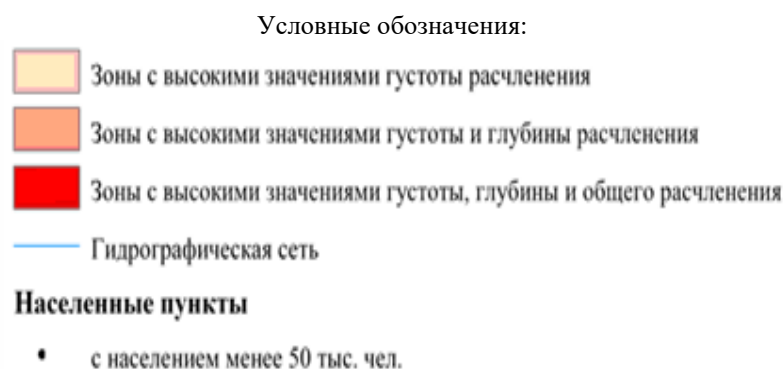 Условные обозначения:
Зоны с высокими значениями густоты расчленения
Зоны с высокими значениями густоты и глубины расчленения
Зоны с высокими значениями густоты, глубины и общего расчленения
Гидрографическая сеть
Населенные пункты
с населением менее 50 тыс. чел.